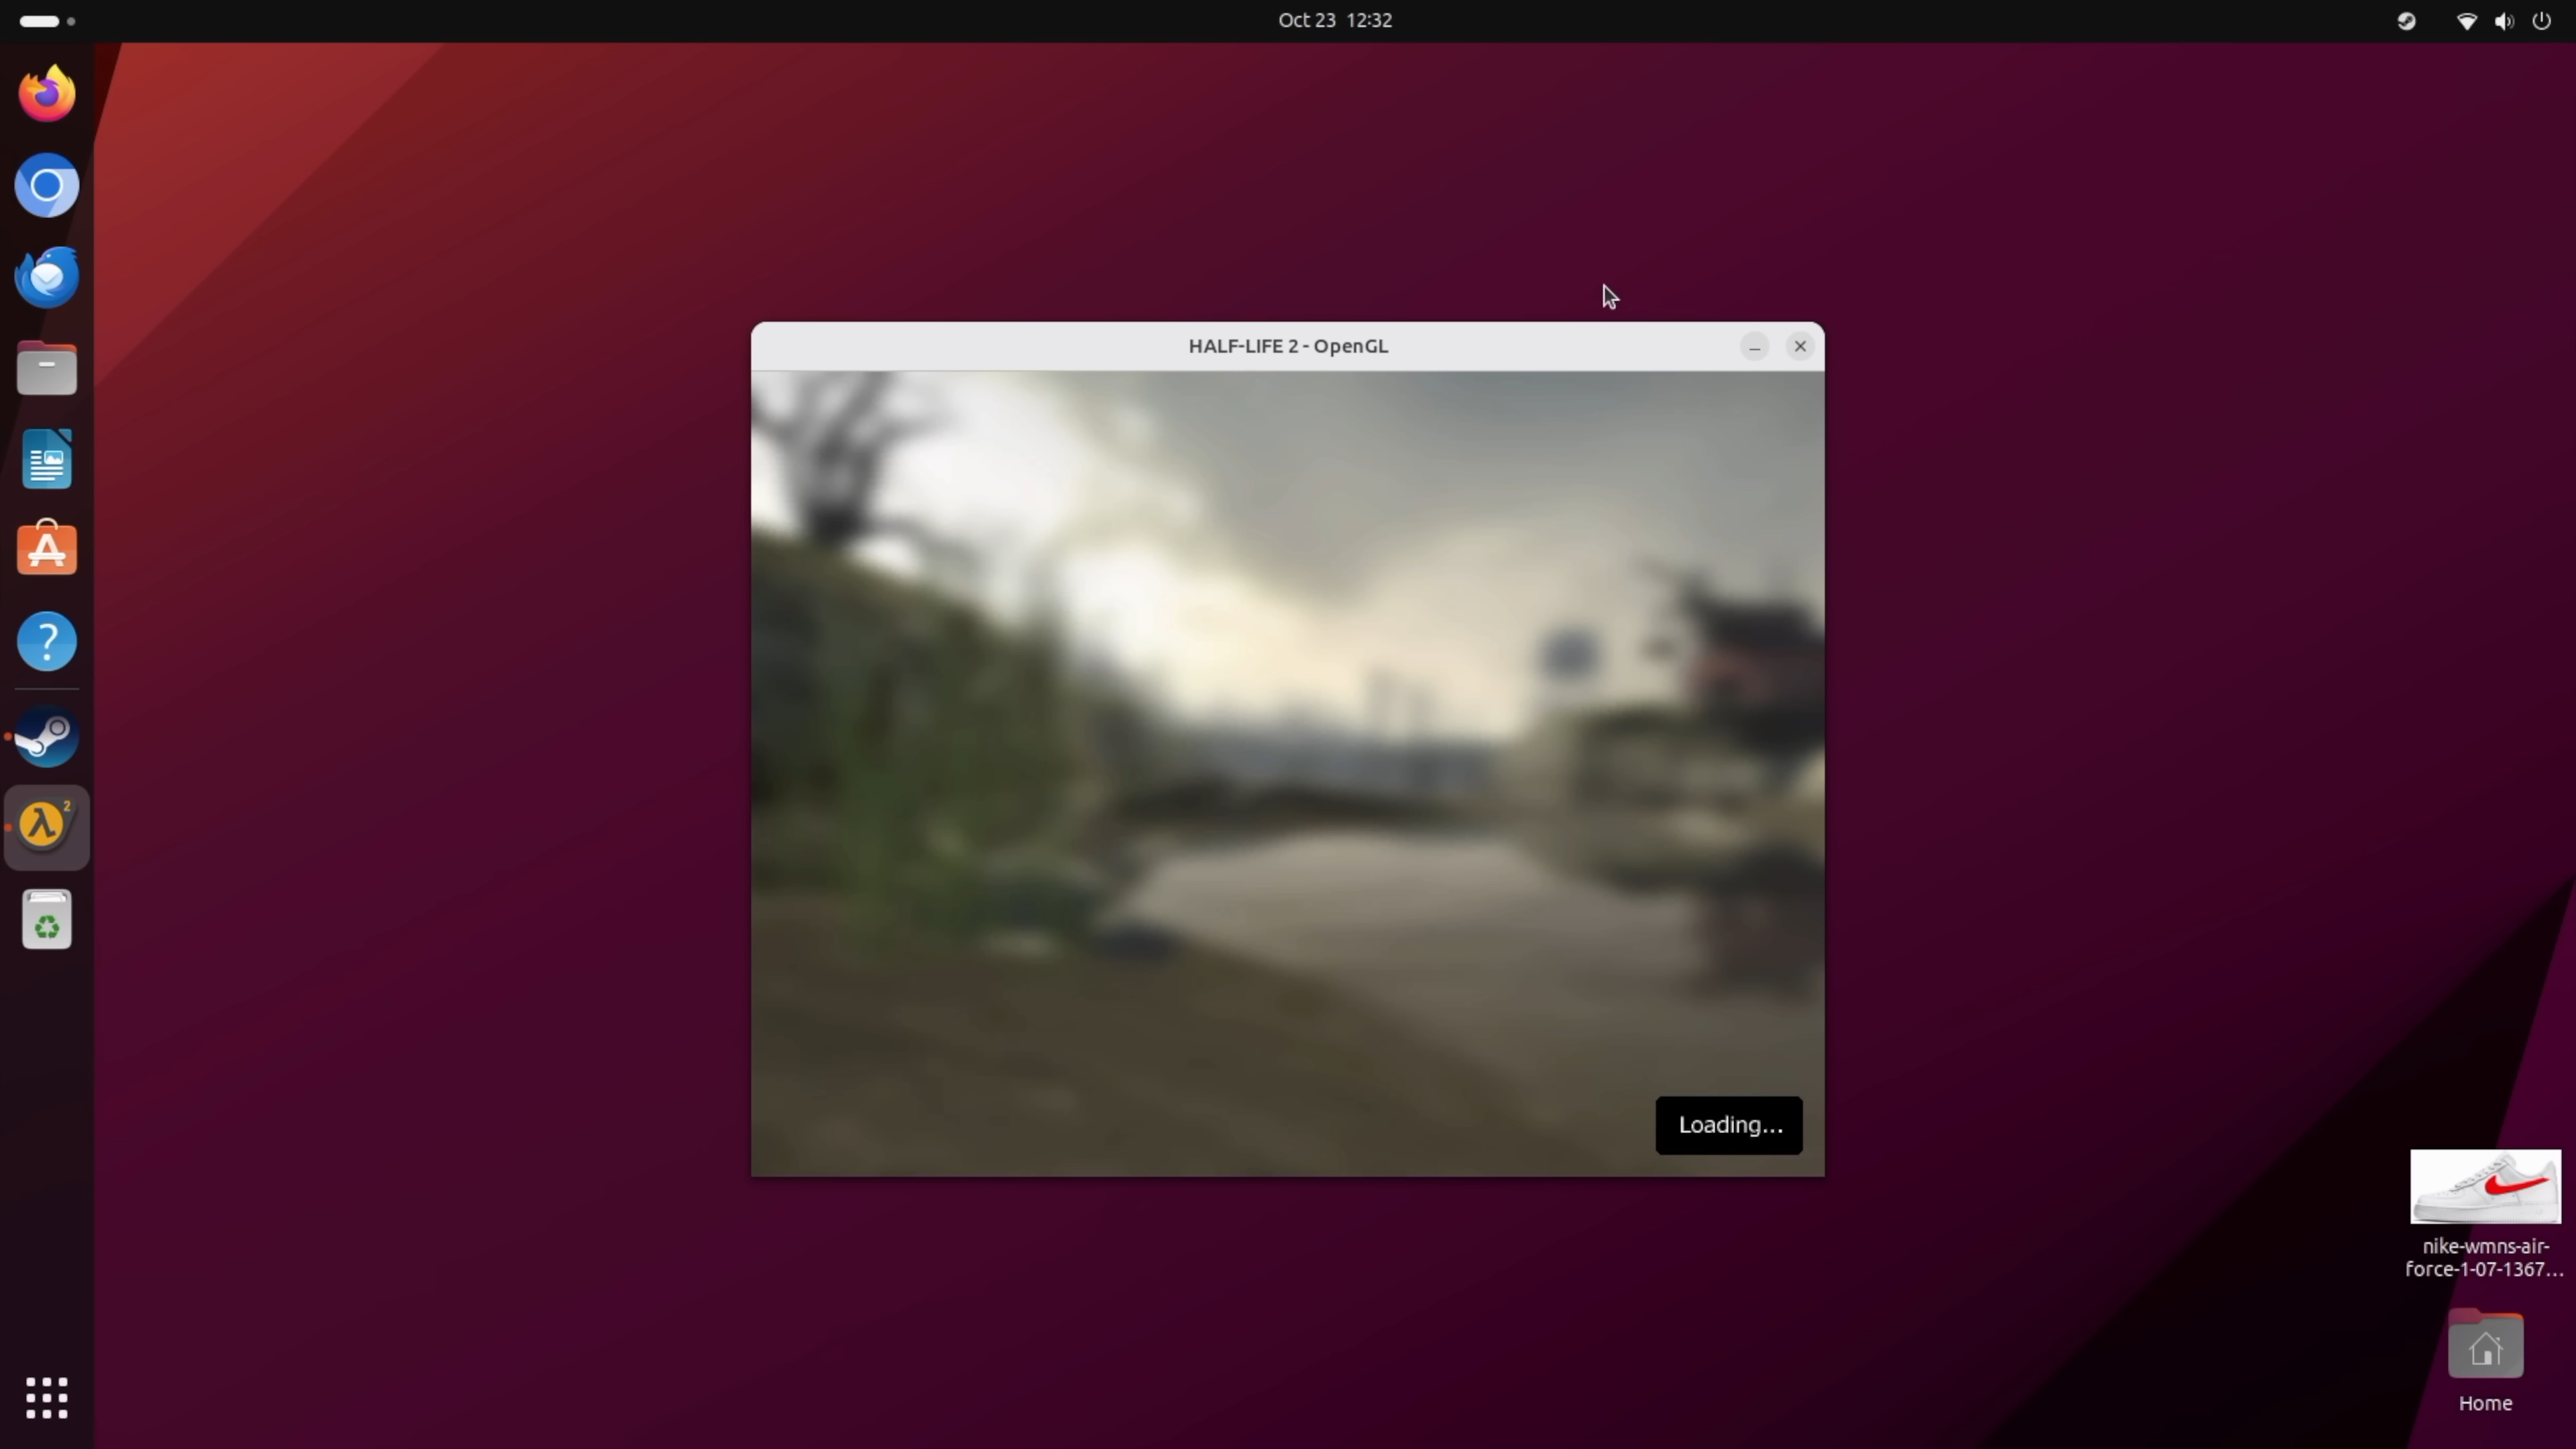 Oct 23 12:32
HALF-LIFE 2 - OpenGL
Loading...
nike-wmns-air-
force-1-07-1367...
Home